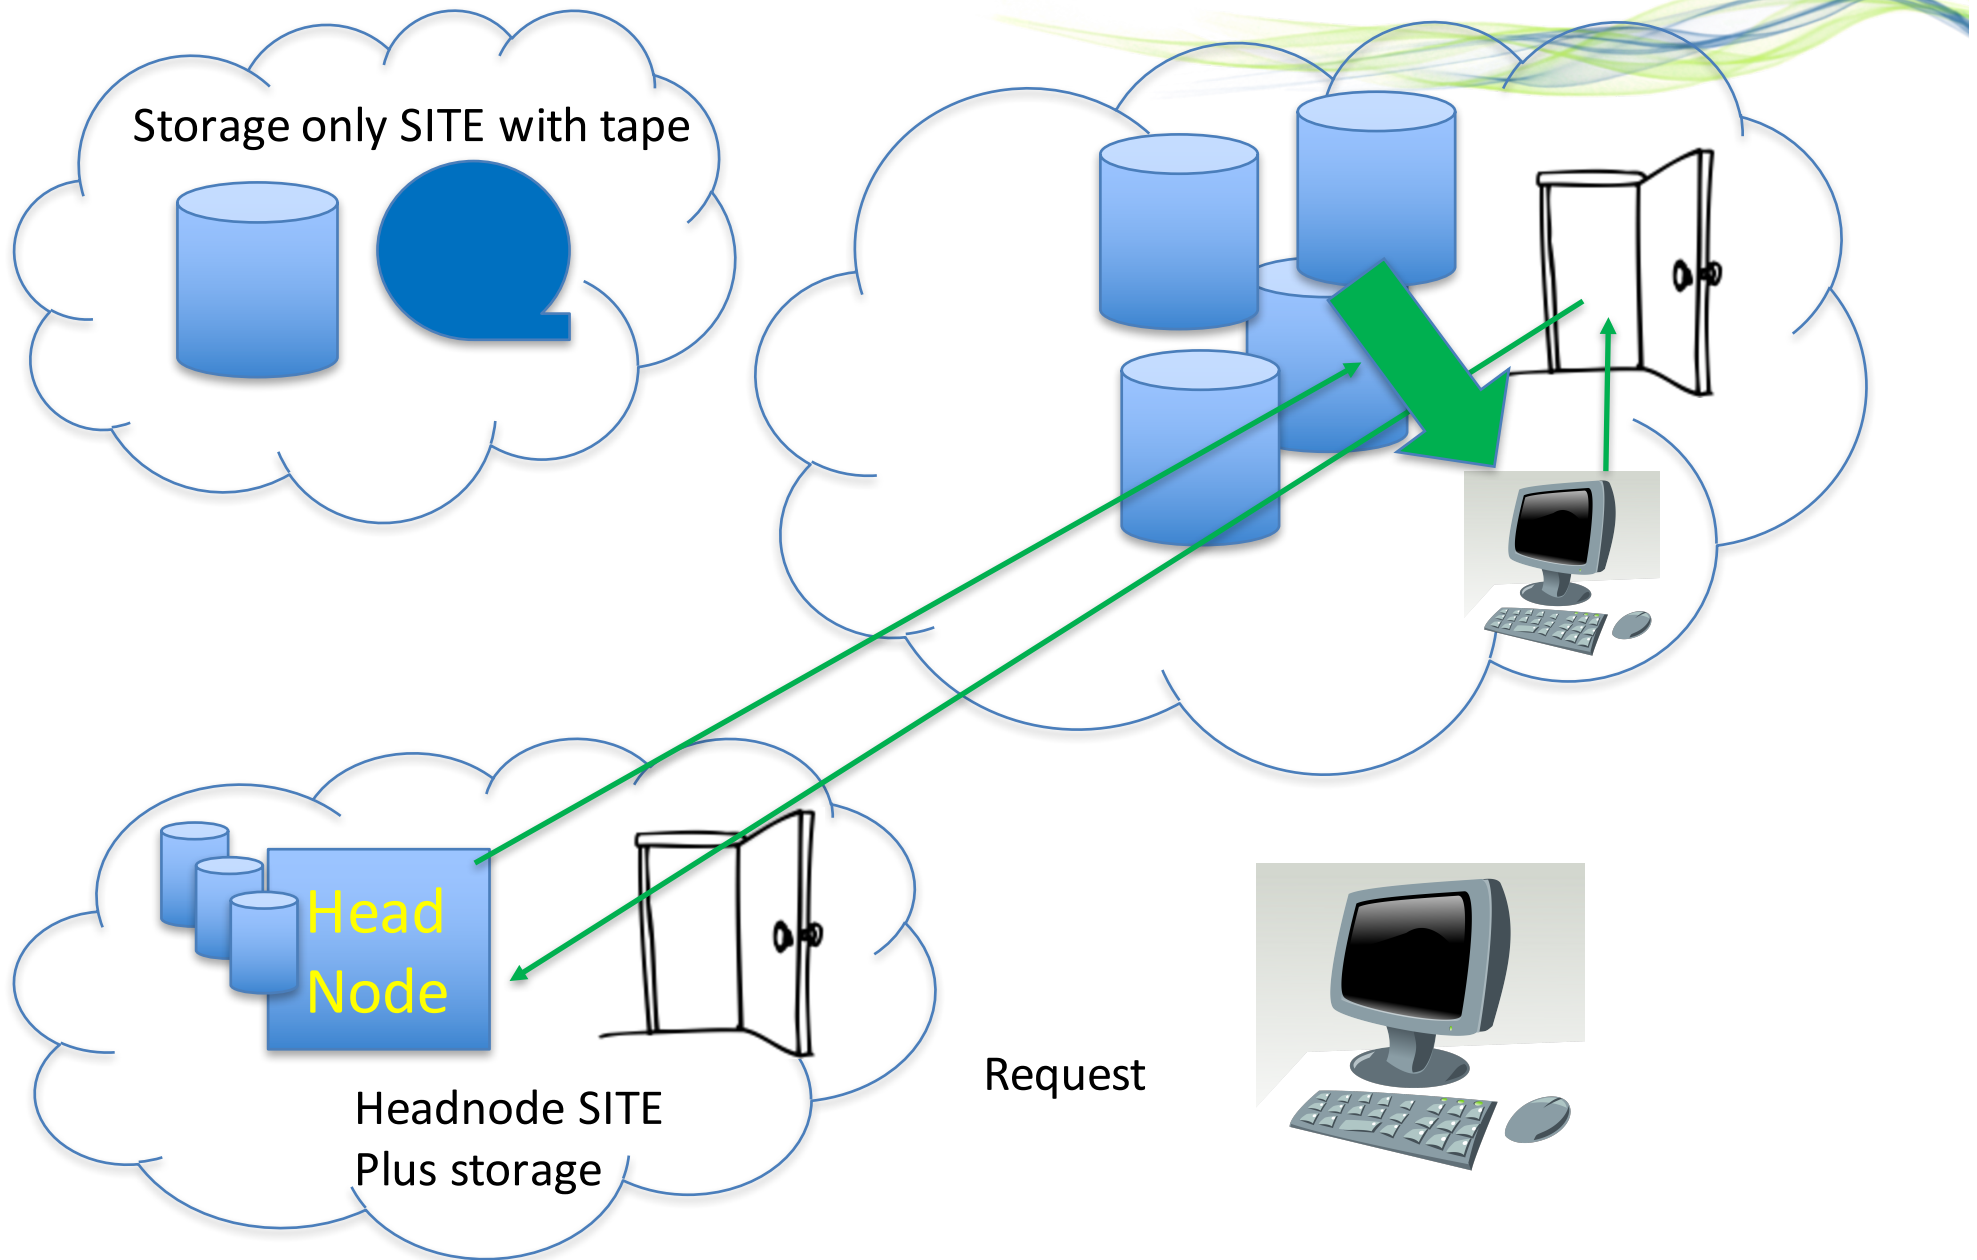 Storage only SITE with tape
Head
Node
Headnode SITE
Plus storage
Request